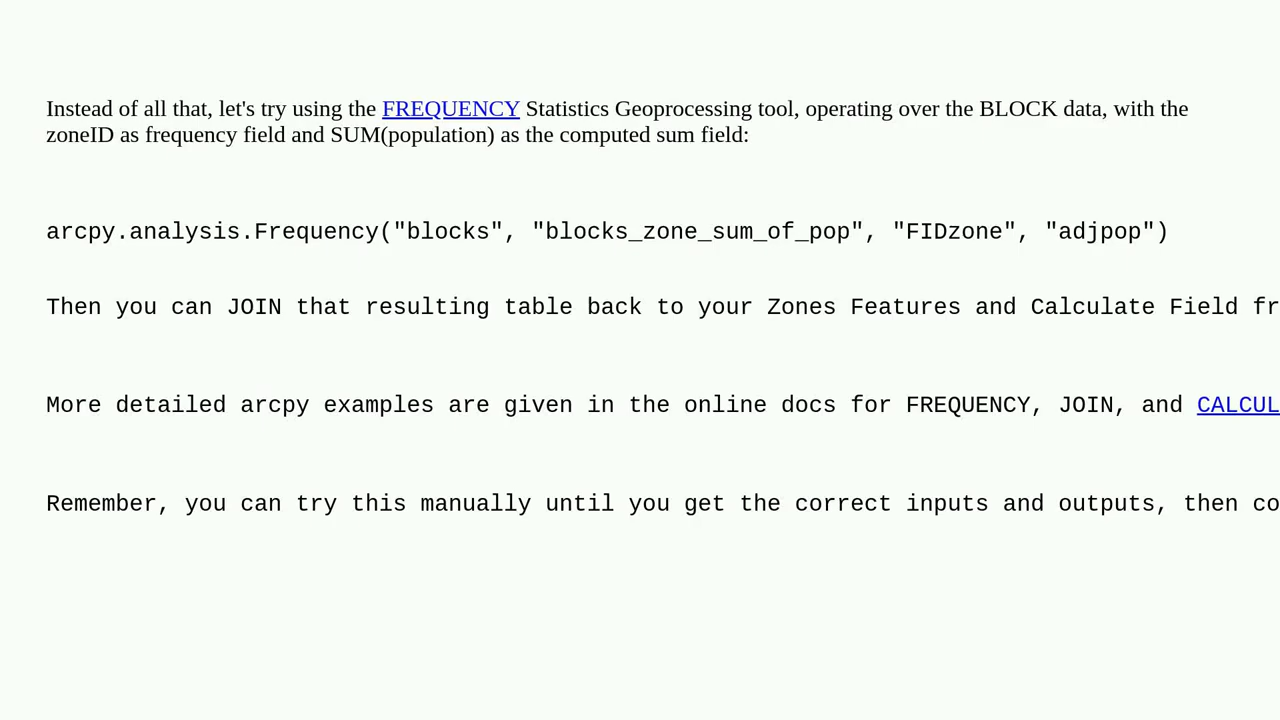 Instead of all that, let's try using the FREQUENCY Statistics Geoprocessing tool, operating over the BLOCK data, with the
zoneID as frequency field and SUM(population) as the computed sum field:
arcpy.analysis.Frequency("blocks", "blocks_zone_sum_of_pop", "FIDzone", "adjpop")
Then you can JOIN that resulting table back to your Zones Features and Calculate Field fr
More detailed arcpy examples are given in the online docs for FREQUENCY, JOIN, and CALCUL
Remember, you can try this manually until you get the correct inputs and outputs, then co